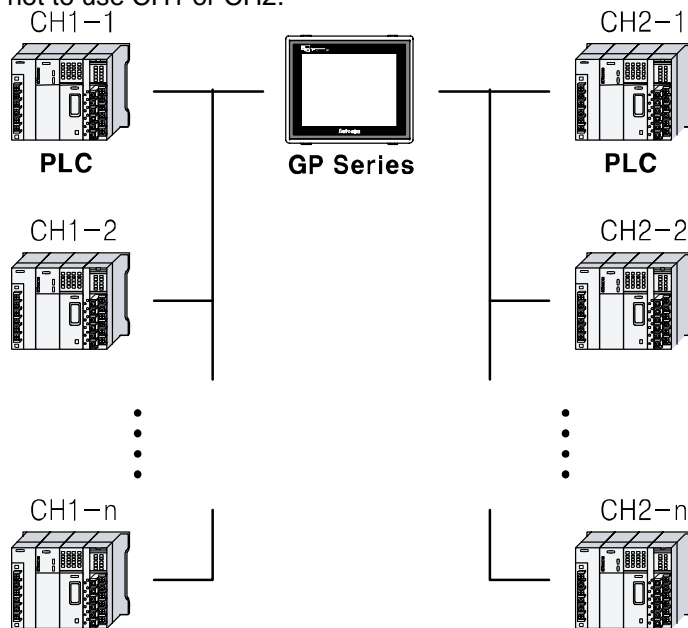 not to use CH1 or CH2.
CH1-1
CH2-1
PLC
GP Series
PLC
CH1-2
CH2-2
CH1-n
CH2-n